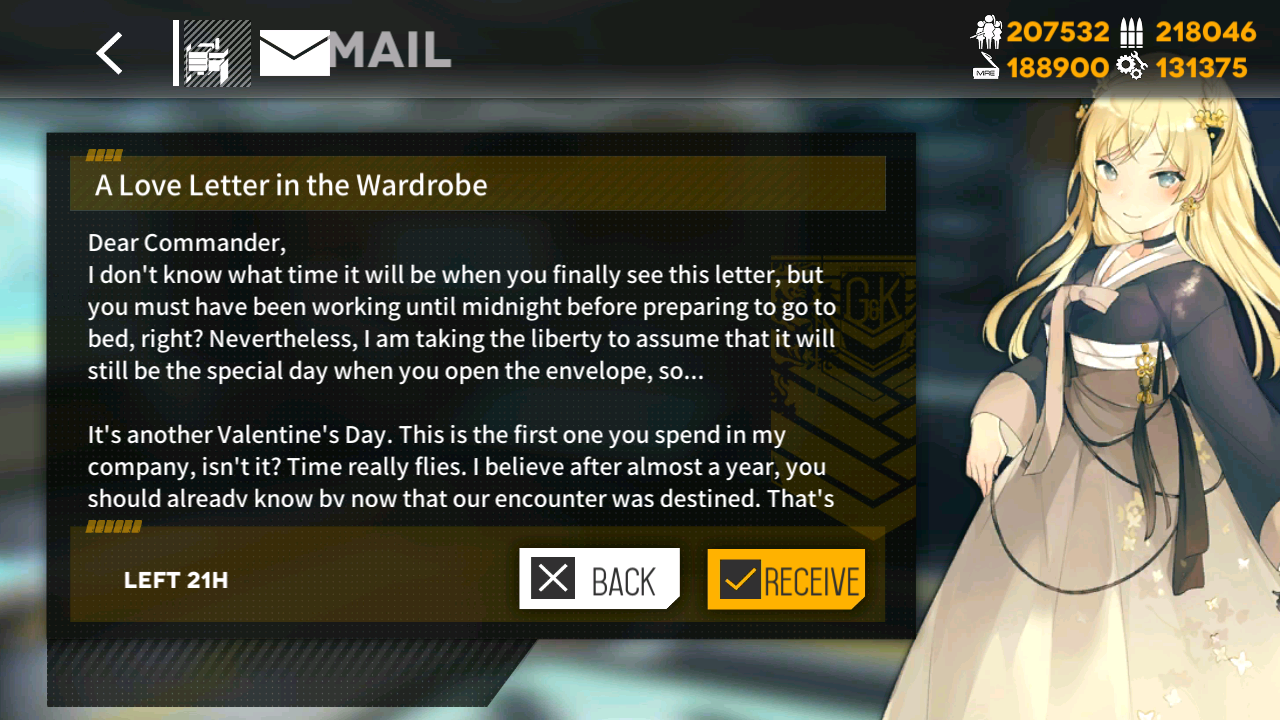 MAIL
207532
218046
MRE
188900
131375
A Love Letter in the Wardrobe
Dear Commander,
I don't know what time it will be when you finally see this letter, but
you must have been working until midnight before preparing to go to
bed, right? Nevertheless, I am taking the liberty to assume that it will
still be the special day when you open the envelope, so...
It's another Valentine's Day. This is the first one you spend in my
company, isn't it? Time really flies. I believe after almost a year, you
should already know by now that our encounter was destined. That's
G&K
LEFT 21H
BACK
RECEIVE